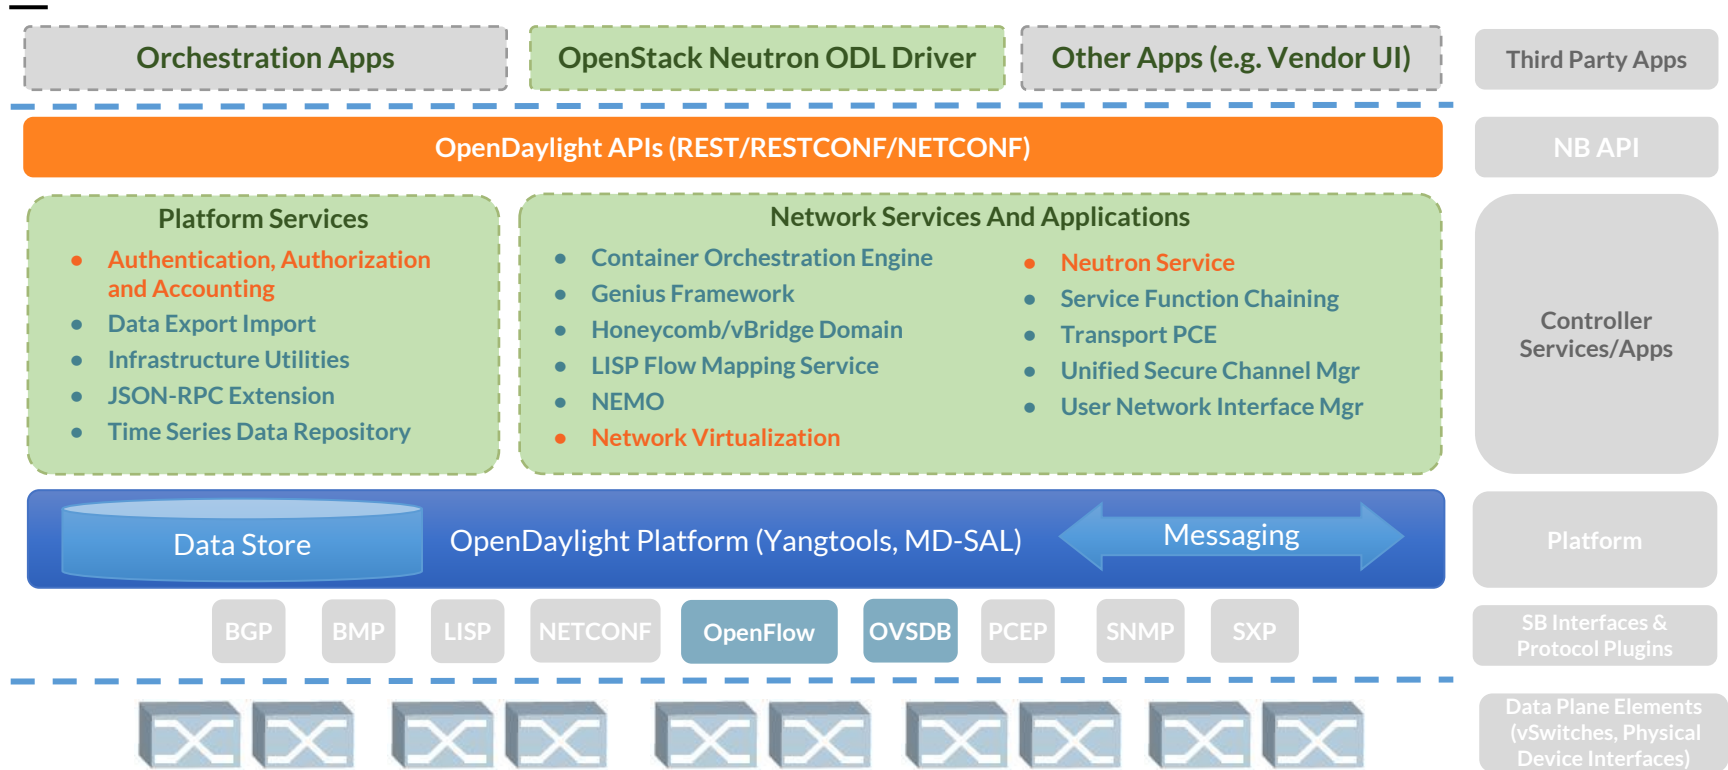 Orchestration Apps
OpenStack Neutron ODL Driver
Other Apps (e.g. Vendor UI)
Third Party Apps
OpenDaylight APIs (REST/RESTCONF/NETCONF)
NB API
Platform Services
Authentication, Authorization
and Accounting
Data Export Import
Infrastructure Utilities
JSON-RPC Extension
Time Series Data Repository
Network Services And Applications
Container Orchestration Engine
Genius Framework
Honeycomb/vBridge Domain
LISP Flow Mapping Service
NEMO
Network Virtualization
Neutron Service
Service Function Chaining
Transport PCE
Unified Secure Channel Mgr
User Network Interface Mgr
Controller
Services/Apps
Data Store
OpenDaylight Platform (Yangtools, MD-SAL)
Messaging
Platform
BGP
BMP
LISP
NETCONF
OpenFlow
OVSDB
PCEP
SNMP
SXP
SB Interfaces &
Protocol Plugins
Data Plane Elements
(vSwitches, Physical
Device Interfaces)